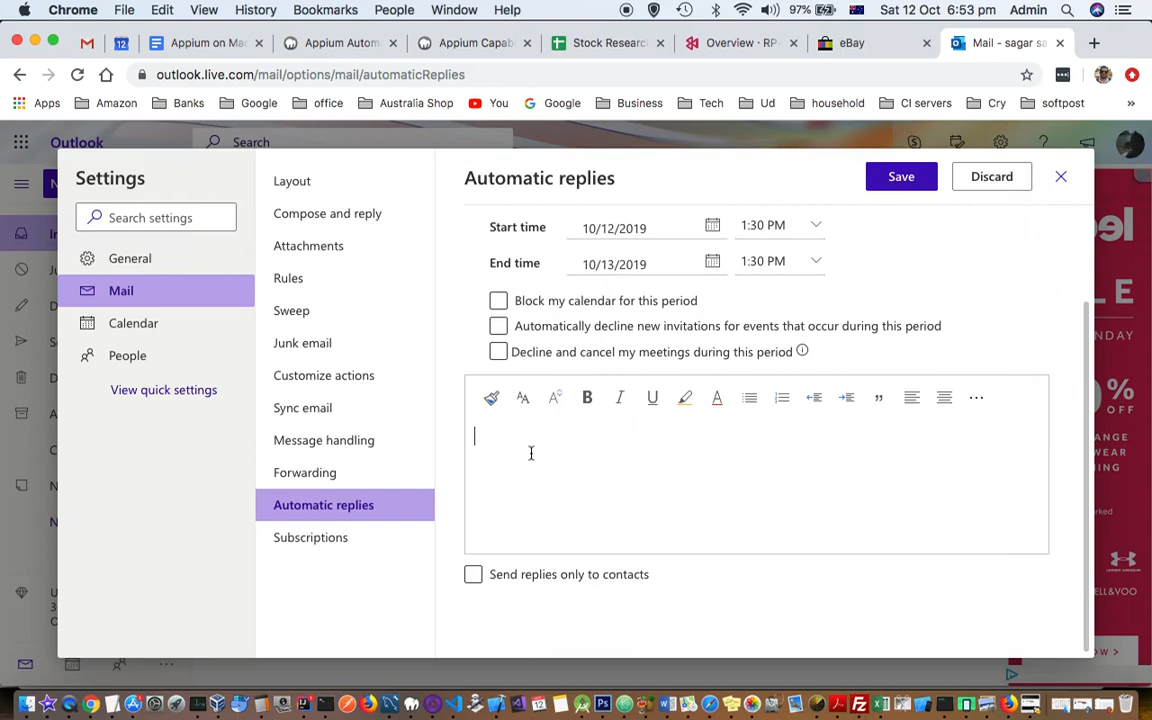 Chrome File Edit View History Bookmarks People Window Help 97% Sat 12 Oct 6:53 pm Admin
Appium on Mac Appium Autom Appium Capab Stock Researc Overview - RP- eBay Mail - sagar sa
outlook.live.com/mail/options/mail/automaticReplies
Apps Amazon Banks Google office Australia Shop You Google Business Tech Ud household CI servers Cry softpost »
Outlook Search
Settings
Search settings
General
Mail
Calendar
People
View quick settings
Layout
Compose and reply
Attachments
Rules
Sweep
Junk email
Customize actions
Sync email
Message handling
Forwarding
Automatic replies
Subscriptions
Automatic replies Save Discard
Start time 10/12/2019 1:30 PM
End time 10/13/2019 1:30 PM
Block my calendar for this period
Automatically decline new invitations for events that occur during this period
Decline and cancel my meetings during this period
B I U A
Send replies only to contacts
%
OFF